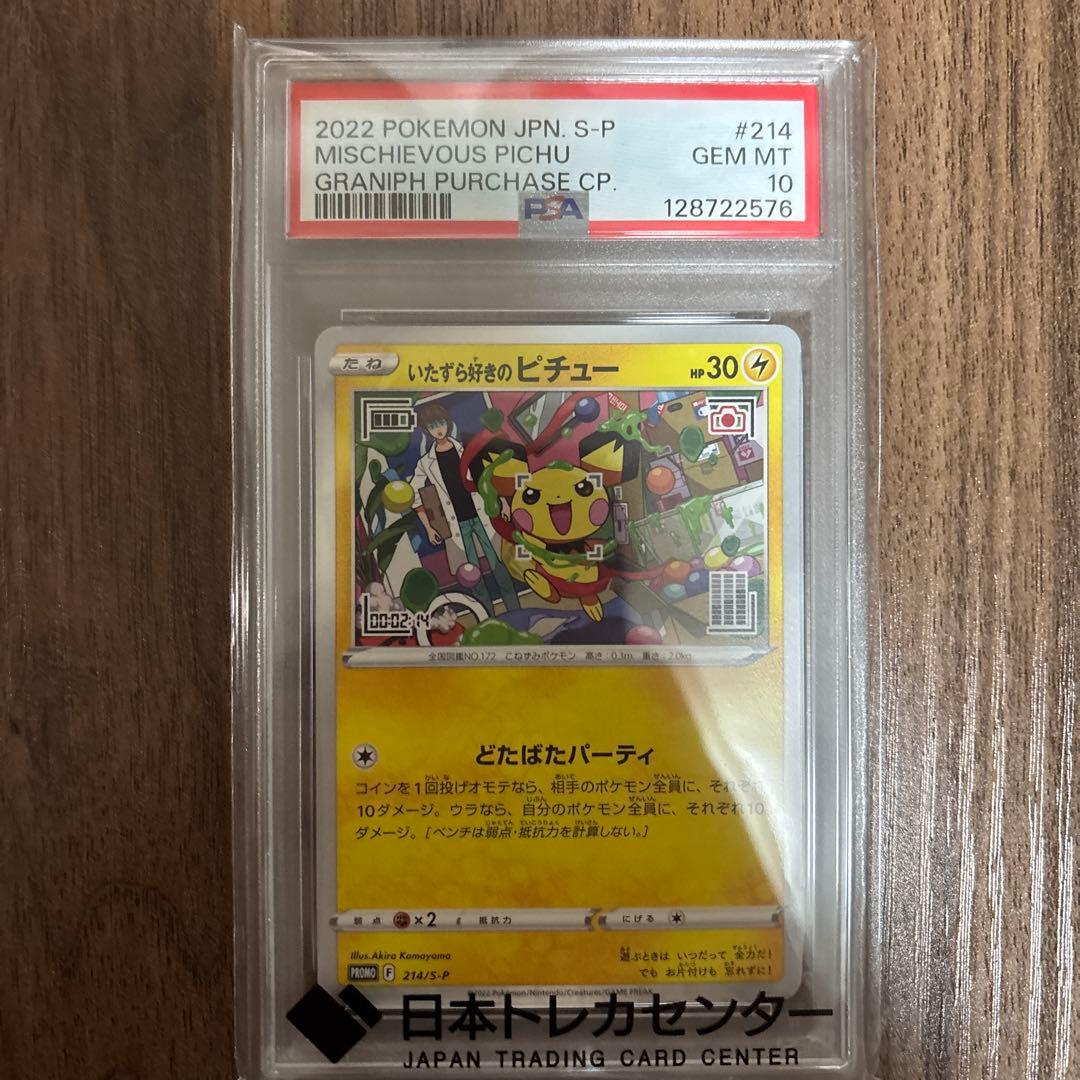 2022 POKEMON JPN. S-P #214
MISCHIEVOUS PICHU GEM MT
GRANIPH PURCHASE CP. 10
PSA 128722576
たね いたずら好きのピチュー HP 30
00:02:14
全国図鑑NO.172 こねずみポケモン 高さ:0.3m 重さ:2.0kg
どたばたパーティ
コインを1回投げオモテなら、相手のポケモン全員に、それぞれ
10ダメージ。ウラなら、自分のポケモン全員に、それぞれ10
ダメージ。[ベンチは弱点・抵抗力を計算しない。]
弱点 ×2 抵抗力 にげる
Illus. Akira Komayama
PROMO F 214/S-P
遊ぶときは いつだって 全力だ!
でも お片付けも 忘れずに!
©2022 Pokémon/Nintendo/Creatures/GAME FREAK
日本トレカセンター
JAPAN TRADING CARD CENTER